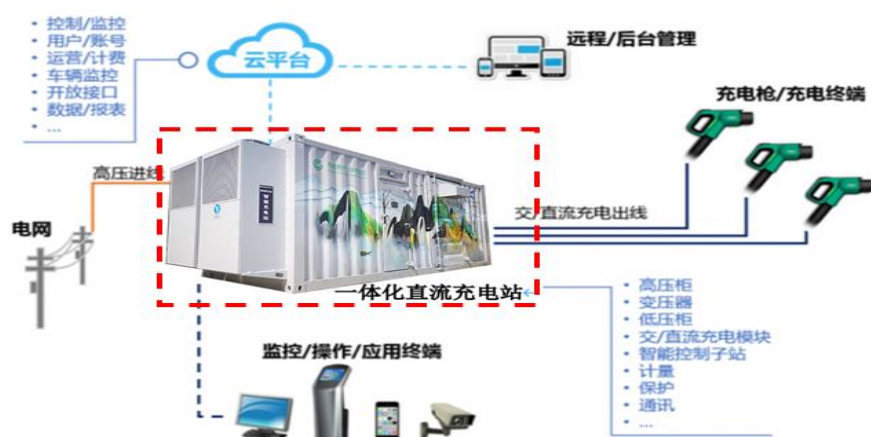 控制/监控
用户/账号
运营/计费
车辆监控
开放接口
数据/报表
...
云平台
远程/后台管理
充电枪/充电终端
高压进线
电网
交/直流充电出线
一体化直流充电站
高压柜
变压器
低压柜
交/直流充电模块
智能控制子站
计量
保护
通讯
...
监控/操作/应用终端